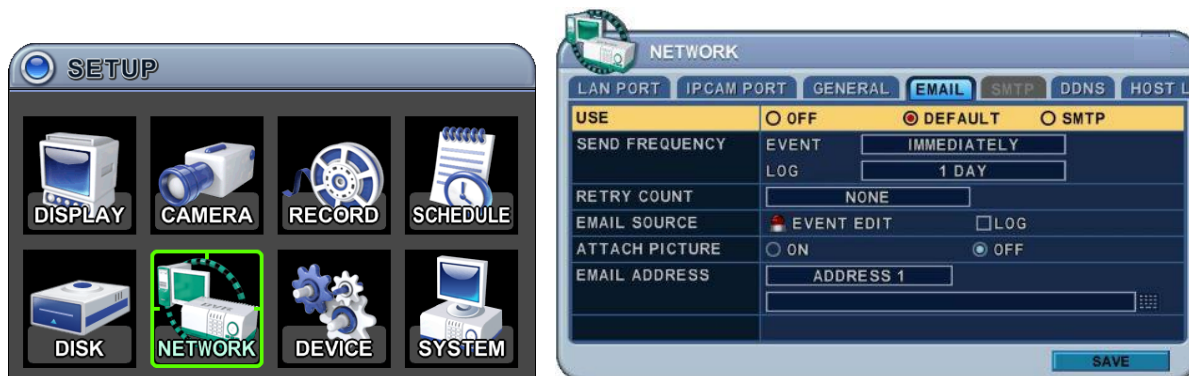 SETUP
DISPLAY CAMERA RECORD SCHEDULE
DISK NETWORK DEVICE SYSTEM
NETWORK
LAN PORT IPCAM PORT GENERAL EMAIL SMTP DDNS HOST L
USE OFF DEFAULT SMTP
SEND FREQUENCY EVENT IMMEDIATELY
LOG 1 DAY
RETRY COUNT NONE
EMAIL SOURCE EVENT EDIT LOG
ATTACH PICTURE ON OFF
EMAIL ADDRESS ADDRESS 1
SAVE